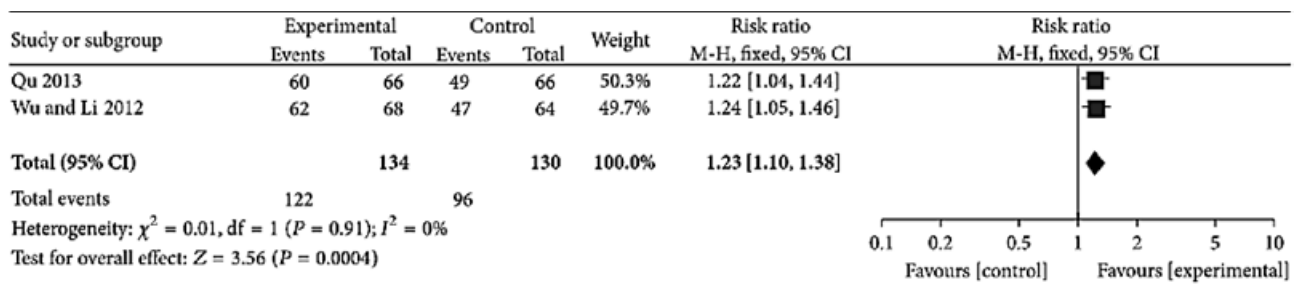 Study or subgroup Experimental Control Weight Risk ratio Risk ratio
Events Total Events Total M-H, fixed, 95% CI M-H, fixed, 95% CI
Qu 2013 60 66 49 66 50.3% 1.22 [1.04, 1.44]
Wu and Li 2012 62 68 47 64 49.7% 1.24 [1.05, 1.46]
Total (95% CI) 134 130 100.0% 1.23 [1.10, 1.38]
Total events 122 96
Heterogeneity: χ² = 0.01, df = 1 (P = 0.91); I² = 0%
Test for overall effect: Z = 3.56 (P = 0.0004)
0.1 0.2 0.5 1 2 5 10
Favours [control] Favours [experimental]